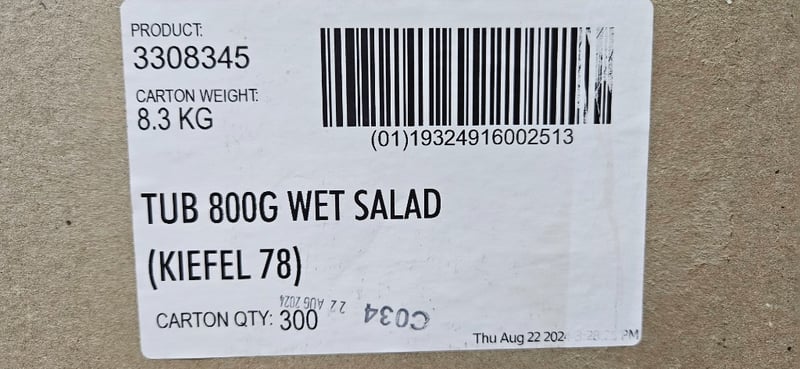 PRODUCT:
3308345
CARTON WEIGHT:
8.3 KG
(01)19324916002513
TUB 800G WET SALAD
(KIEFEL 78)
CARTON QTY: 300
22 AUG 2024
C034
Thu Aug 22 2024 PM